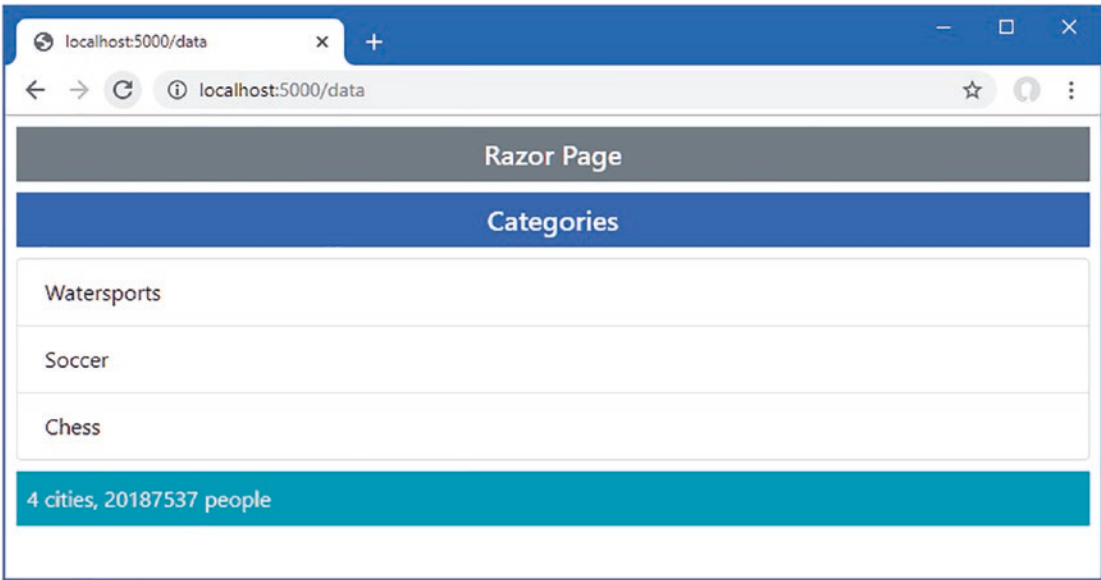 localhost:5000/data
localhost:5000/data
Razor Page
Categories
Watersports
Soccer
Chess
4 cities, 20187537 people